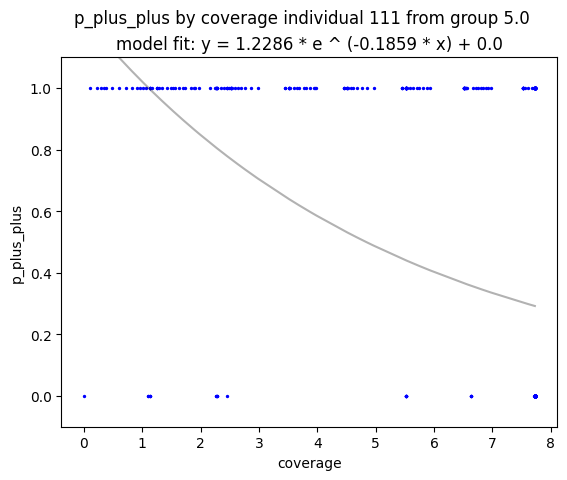 p_plus_plus by coverage individual 111 from group 5.0
model fit: y = 1.2286 * e ^ (-0.1859 * x) + 0.0
1.0
0.8
0.6
0.4
0.2
0.0
p_plus_plus
0 1 2 3 4 5 6 7 8
coverage